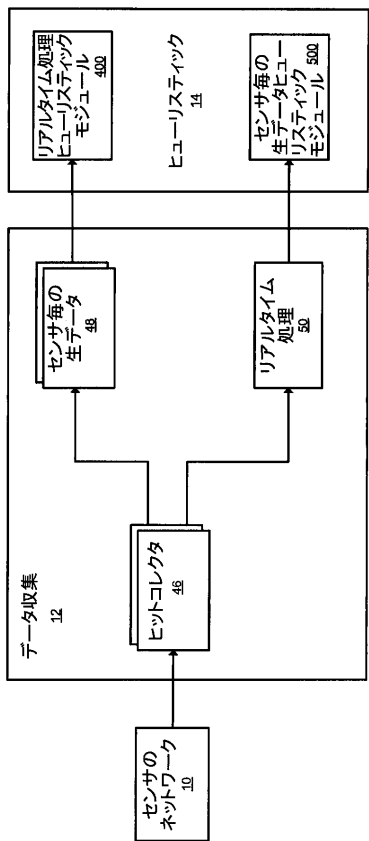 センサの
ネットワーク
10
データ収集
12
ヒットコレクタ
46
センサ毎の
生データ
48
リアルタイム
処理
50
ヒューリスティック
14
リアルタイム処理
ヒューリスティック
モジュール
400
センサ毎の
生データヒュー
リスティック
モジュール
500